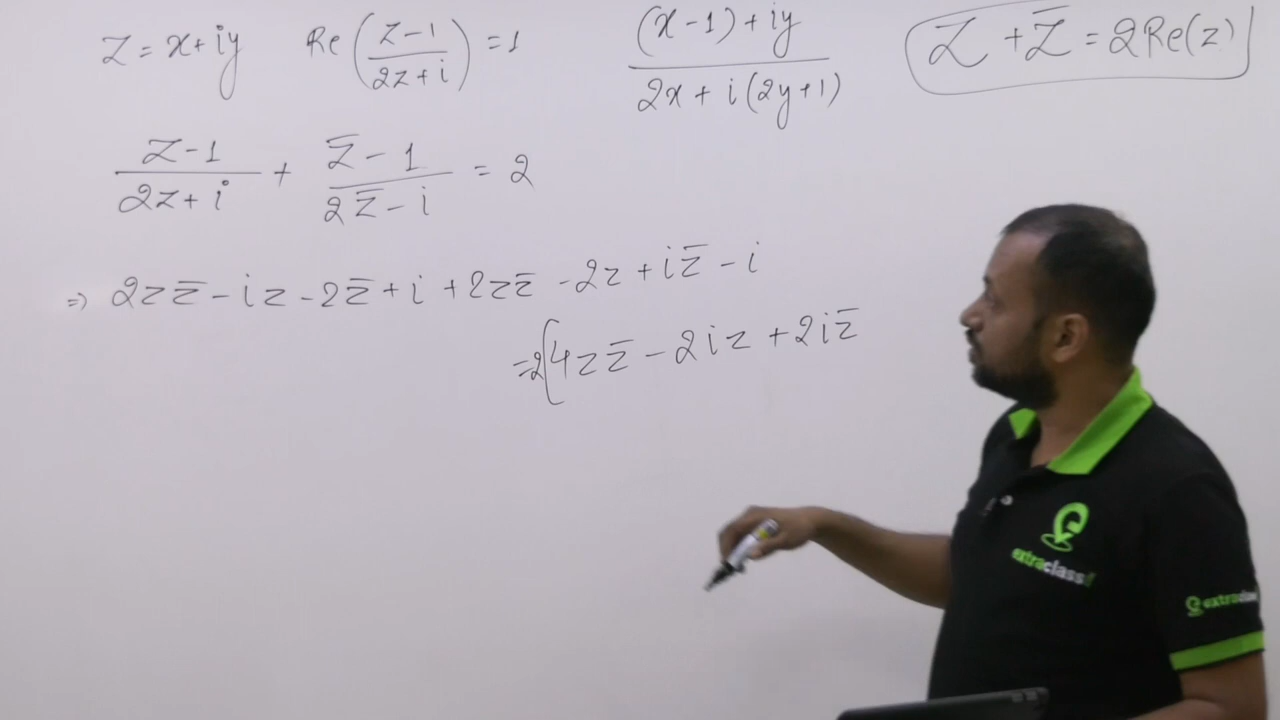 z = x + iy   Re((z-1)/(2z+i)) = 1   ((x-1)+iy)/(2x+i(2y+1))   z + z̄ = 2Re(z)
(z-1)/(2z+i) + (z̄-1)/(2z̄-i) = 2
⇒ 2zz̄ - iz - 2z̄ + i + 2zz̄ - 2z + iz̄ - i
= 2[4zz̄ - 2iz + 2iz̄
extraclass